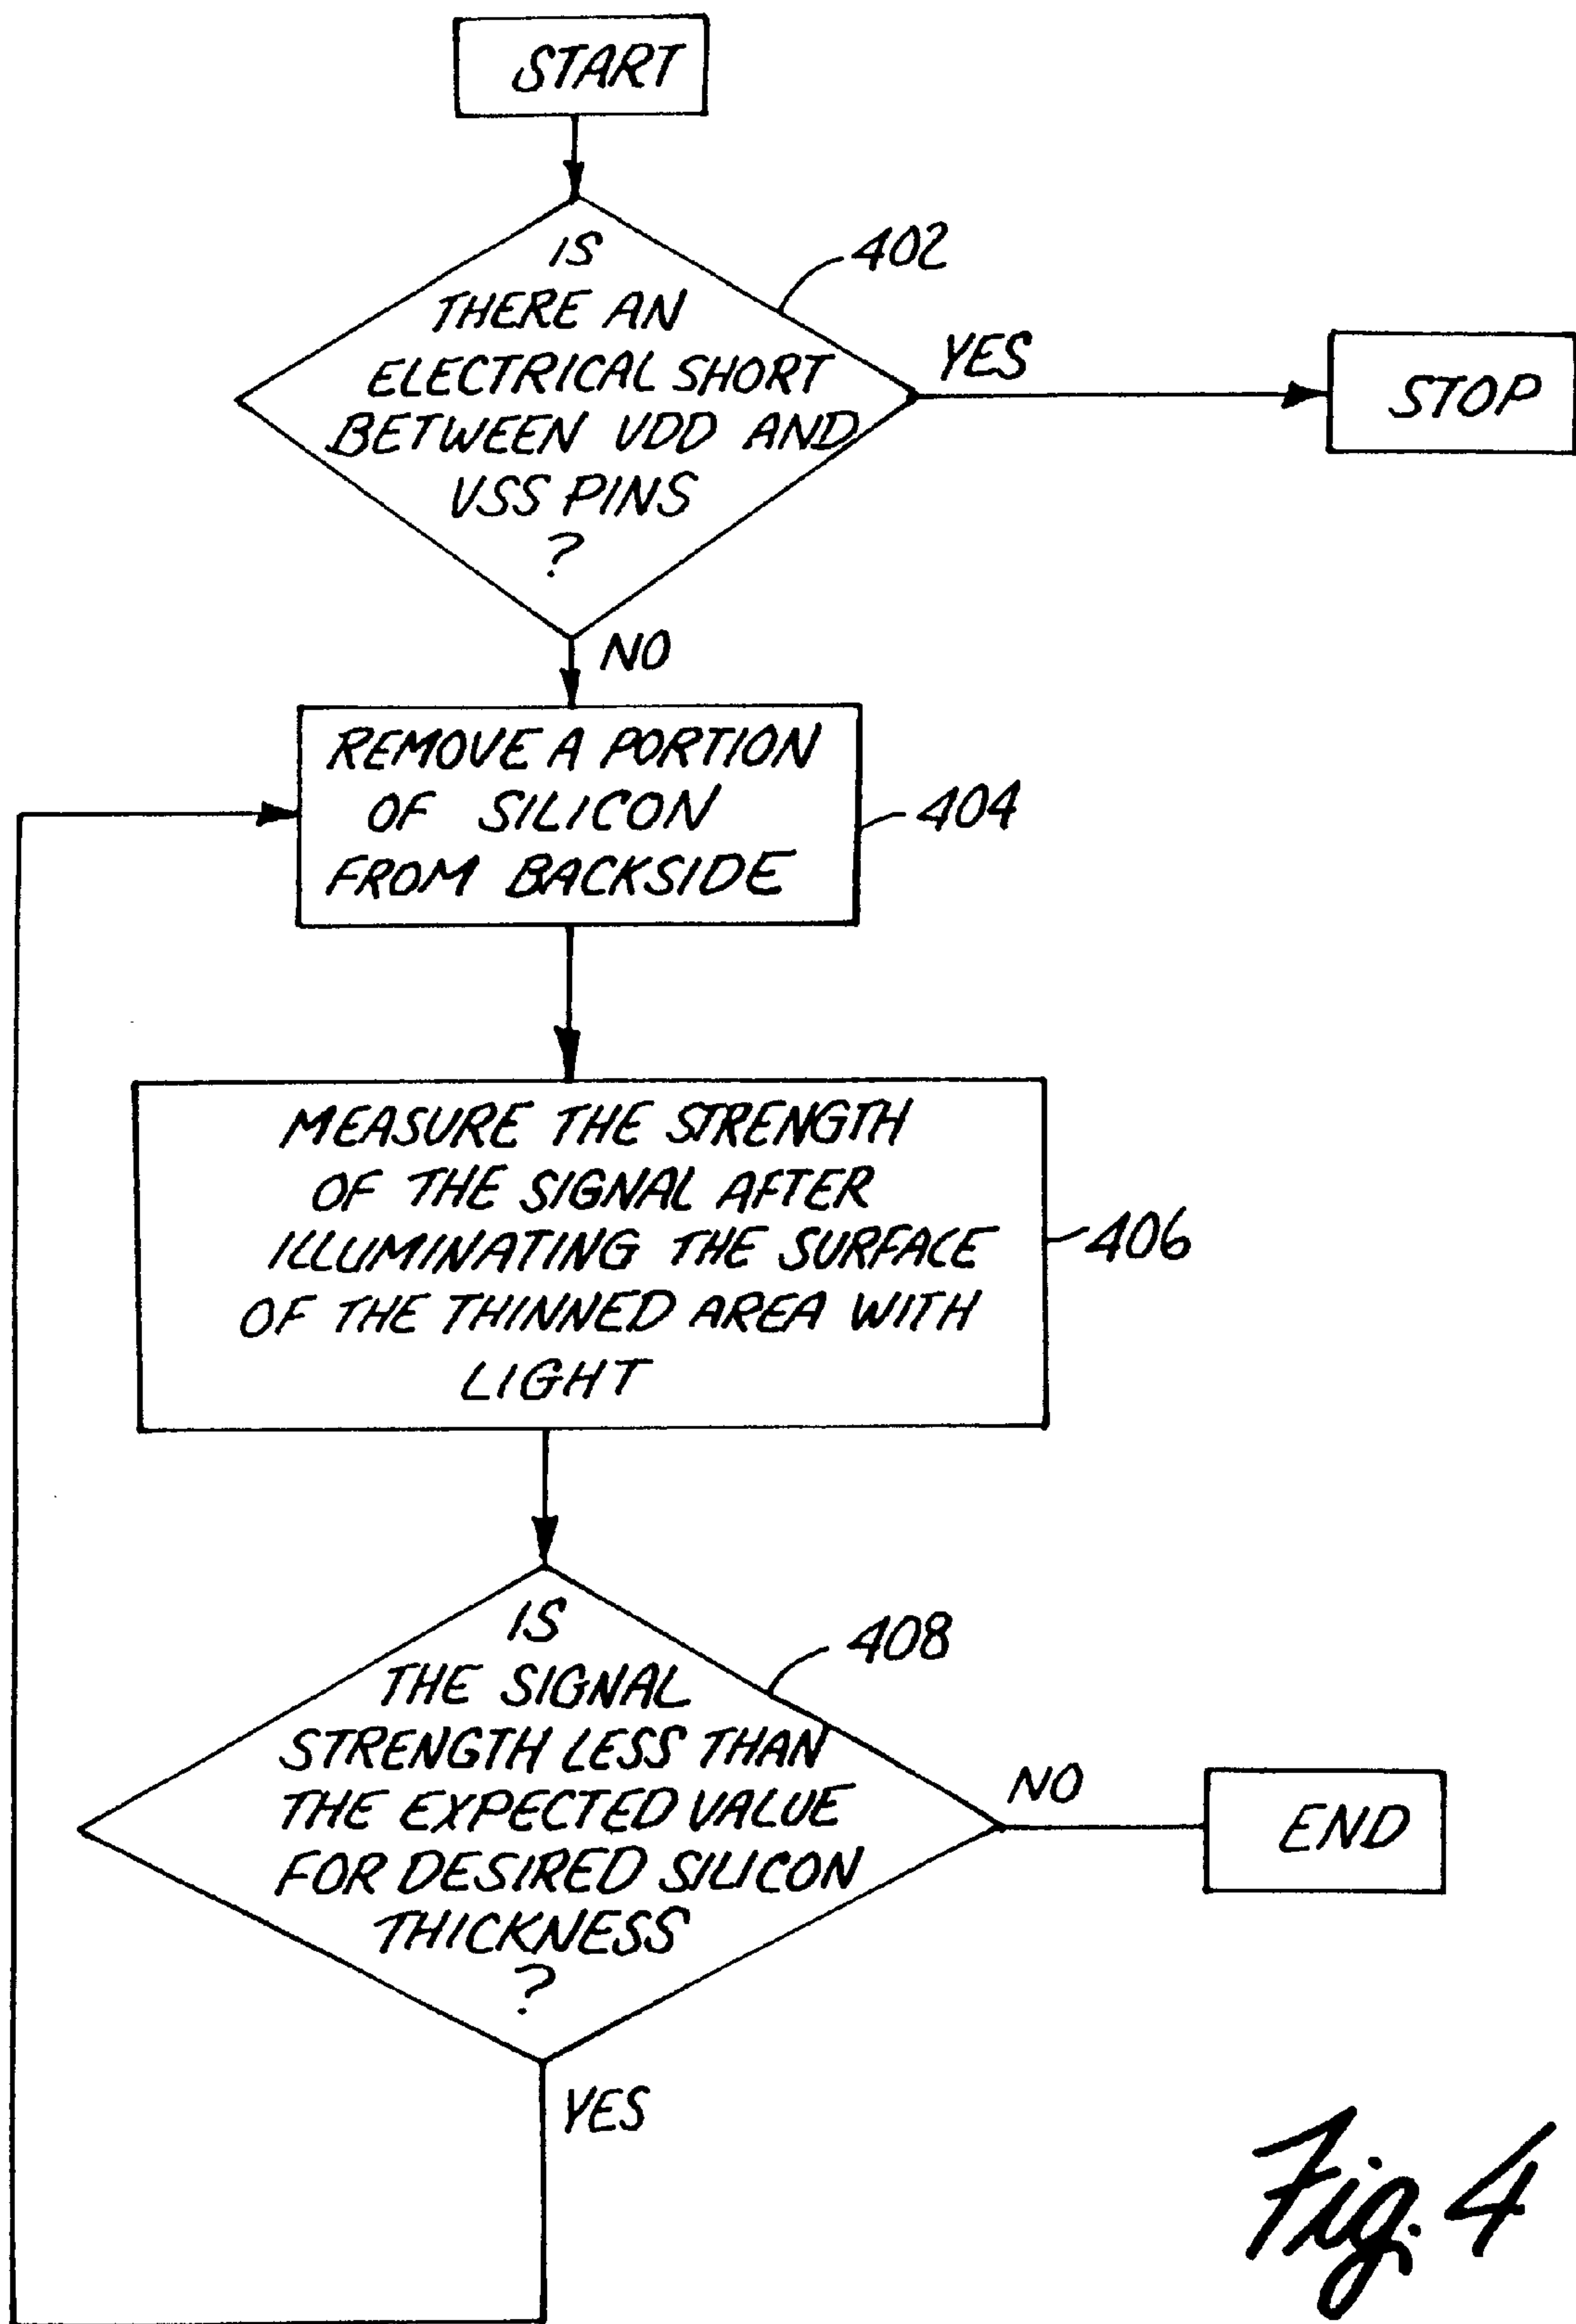 START
IS
THERE AN
ELECTRICAL SHORT
BETWEEN VDD AND
VSS PINS
?
402
YES
STOP
NO
REMOVE A PORTION
OF SILICON
FROM BACKSIDE
404
MEASURE THE STRENGTH
OF THE SIGNAL AFTER
ILLUMINATING THE SURFACE
OF THE THINNED AREA WITH
LIGHT
406
IS
THE SIGNAL
STRENGTH LESS THAN
THE EXPECTED VALUE
FOR DESIRED SILICON
THICKNESS
?
408
NO
END
YES
Fig. 4